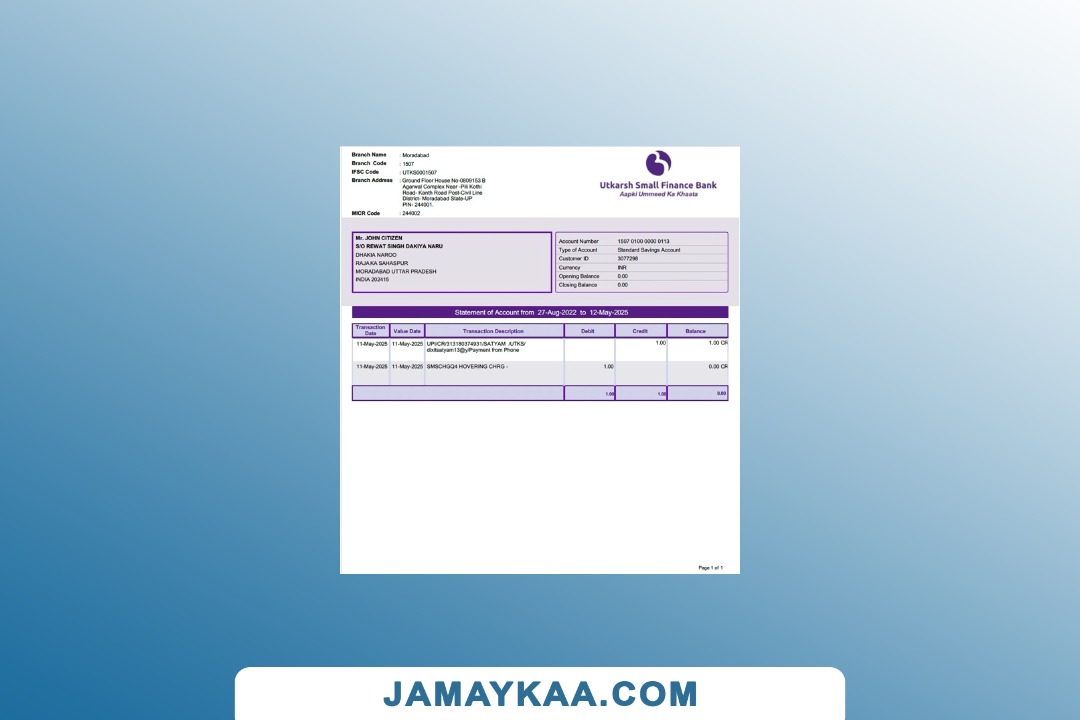 Branch Name : Moradabad
Branch Code : 1507
IFSC Code : UTKS0001507
Branch Address : Ground Floor House No-0809153 B
Agarwal Complex Near -Pili Kothi
Road- Kanth Road Post-Civil Line
District- Moradabad State-UP
PIN- 244001.
MICR Code : 244002
Utkarsh Small Finance Bank
Aapki Ummeed Ka Khaata
Mr. JOHN CITIZEN
S/O REWAT SINGH DAKIYA NARU
DHAKIA NAROO
RAJA KA SAHASPUR
MORADABAD UTTAR PRADESH
INDIA 202415
Account Number 1507 0100 0000 0113
Type of Account Standard Savings Account
Customer ID 3077298
Currency INR
Opening Balance 0.00
Closing Balance 0.00
Statement of Account from 27-Aug-2022 to 12-May-2025
Transaction Date Value Date Transaction Description Debit Credit Balance
11-May-2025 11-May-2025 UPI/CR/313180374931/SATYAM /UTKS/ 1.00 1.00 CR
dixitsatyam13@y/Payment from Phone
11-May-2025 11-May-2025 SMSCHGQ4 HOVERING CHRG - 1.00 0.00 CR
1.00 1.00 0.00
Page 1 of 1
JAMAYKAA.COM